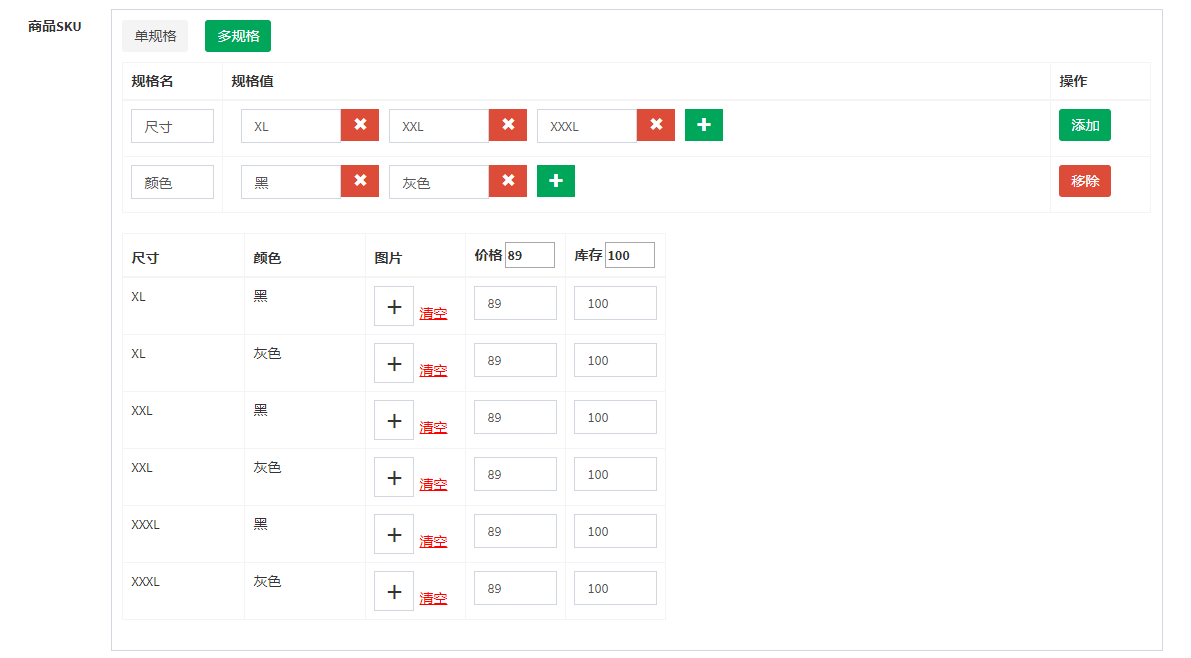 商品SKU
单规格 多规格
规格名 规格值 操作
尺寸 XL XXL XXXL 添加
颜色 黑 灰色 移除
尺寸 颜色 图片 价格 89 库存 100
XL 黑 清空 89 100
XL 灰色 清空 89 100
XXL 黑 清空 89 100
XXL 灰色 清空 89 100
XXXL 黑 清空 89 100
XXXL 灰色 清空 89 100